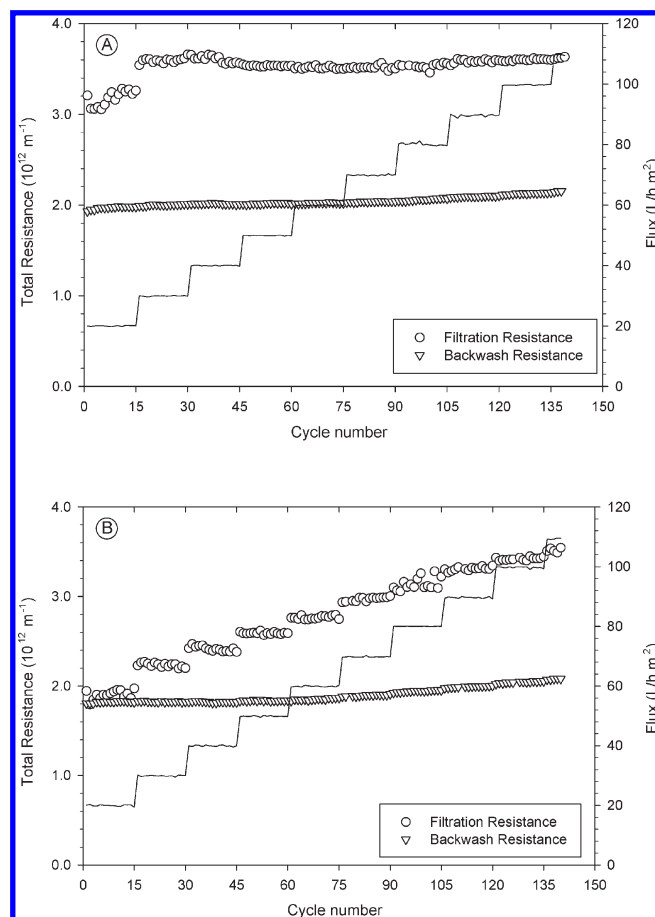 A
4.0
3.0
2.0
1.0
0.0
Total Resistance (10¹² m⁻¹)
120
100
80
60
40
20
0
Flux (L/h m²)
Filtration Resistance
Backwash Resistance
0 15 30 45 60 75 90 105 120 135 150
Cycle number
B
4.0
3.0
2.0
1.0
0.0
Total Resistance (10¹² m⁻¹)
120
100
80
60
40
20
0
Flux (L/h m²)
Filtration Resistance
Backwash Resistance
0 15 30 45 60 75 90 105 120 135 150
Cycle number